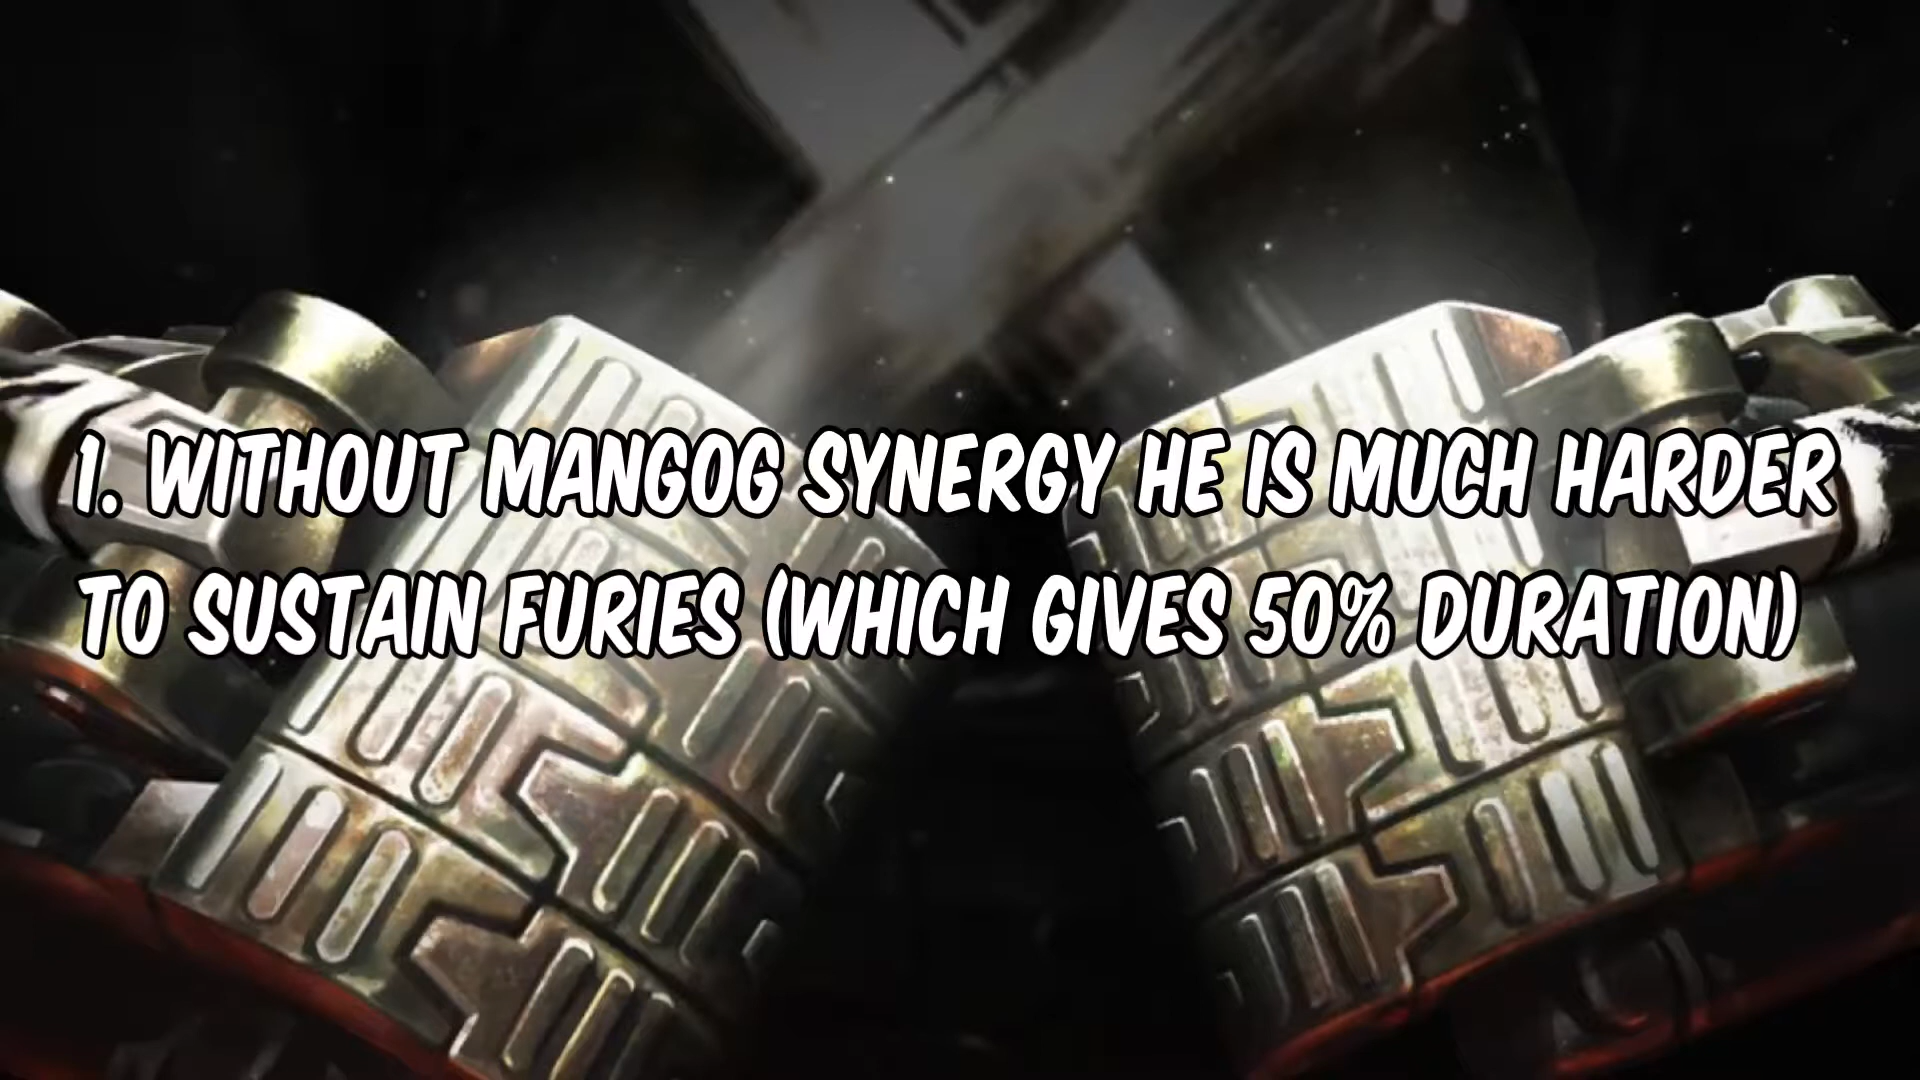 1. WITHOUT MANGOG SYNERGY HE IS MUCH HARDER
TO SUSTAIN FURIES (WHICH GIVES 50% DURATION)